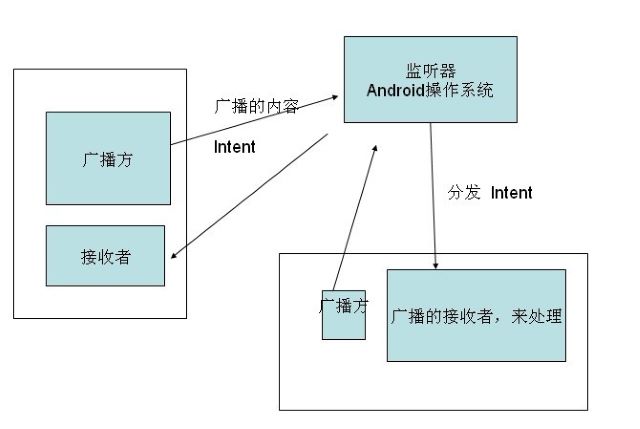 监听器
Android操作系统
广播的内容
Intent
广播方
接收者
分发 Intent
广播方
广播的接收者，来处理